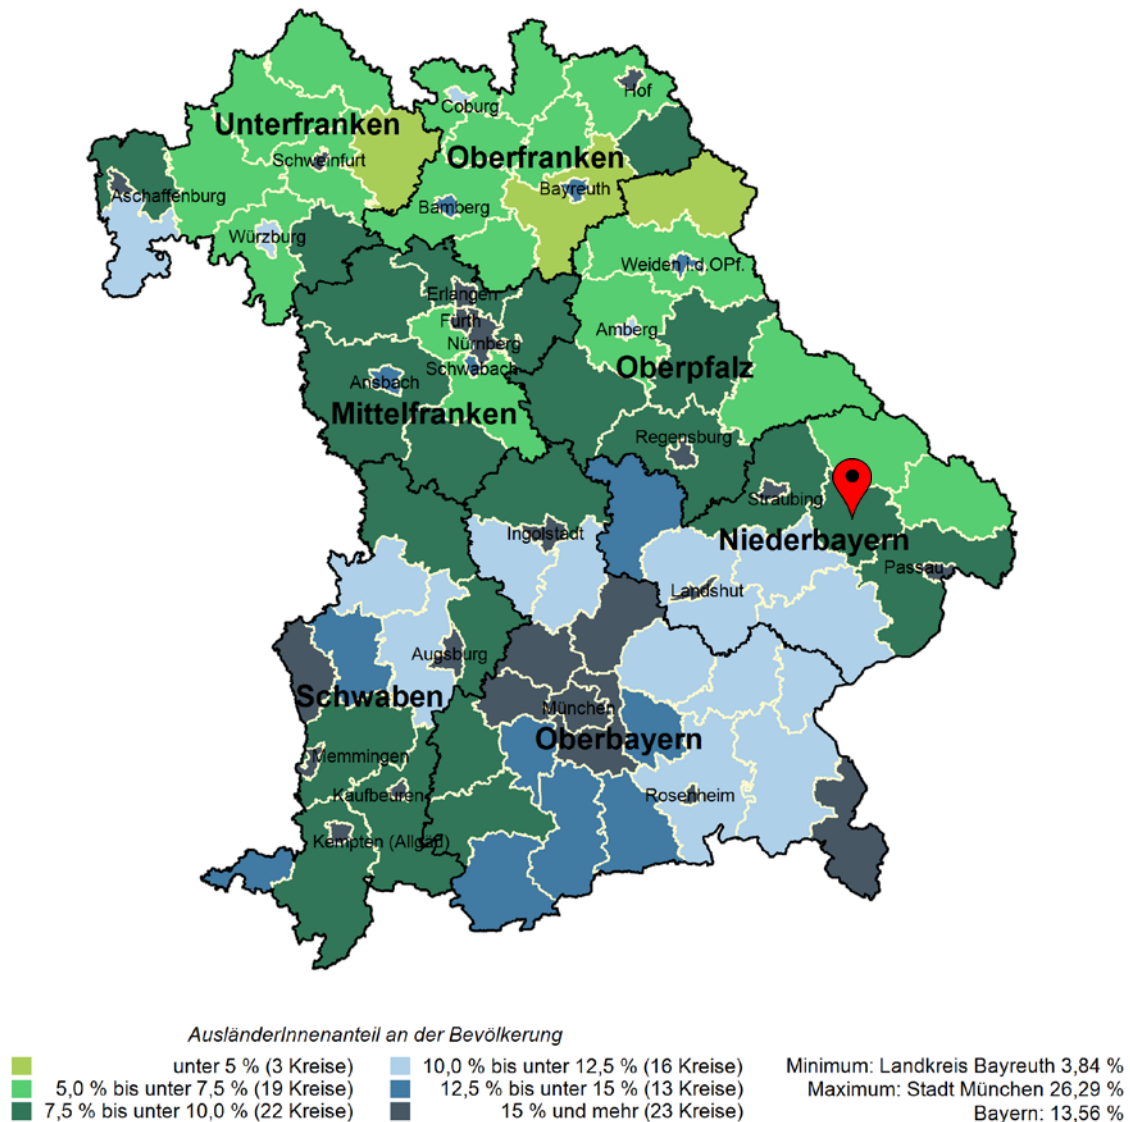 Hof
Coburg
Unterfranken
Schweinfurt
Oberfranken
Bayreuth
Aschaffenburg
Bamberg
Würzburg
Weiden i.d.OPf.
Erlangen
Fürth
Amberg
Nürnberg
Schwabach
Oberpfalz
Ansbach
Mittelfranken
Regensburg
Straubing
Ingolstadt
Niederbayern
Passau
Landshut
Augsburg
Schwaben
München
Oberbayern
Memmingen
Kaufbeuren
Rosenheim
Kempten (Allgäu)
AusländerInnenanteil an der Bevölkerung
unter 5 % (3 Kreise)
5,0 % bis unter 7,5 % (19 Kreise)
7,5 % bis unter 10,0 % (22 Kreise)
10,0 % bis unter 12,5 % (16 Kreise)
12,5 % bis unter 15 % (13 Kreise)
15 % und mehr (23 Kreise)
Minimum: Landkreis Bayreuth 3,84 %
Maximum: Stadt München 26,29 %
Bayern: 13,56 %